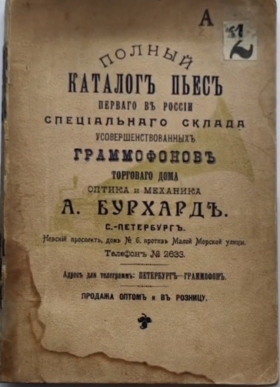 А
2
ПОЛНЫЙ
КАТАЛОГЪ ПЬЕСЪ
ПЕРВАГО ВЪ РОССІИ
СПЕЦІАЛЬНАГО СКЛАДА
УСОВЕРШЕНСТВОВАННЫХЪ
ГРАММОФОНОВЪ
ТОРГОВАГО ДОМА
ОПТИКА И МЕХАНИКА
А. БУРХАРДЪ.
С.-ПЕТЕРБУРГЪ.
Невскій проспектъ, домъ № 6, противъ Малой Морской улицы.
Телефонъ № 2633.
Адресъ для телеграммъ: ПЕТЕРБУРГЪ—ГРАММОФОНЪ.
ПРОДАЖА ОПТОМЪ и ВЪ РОЗНИЦУ.